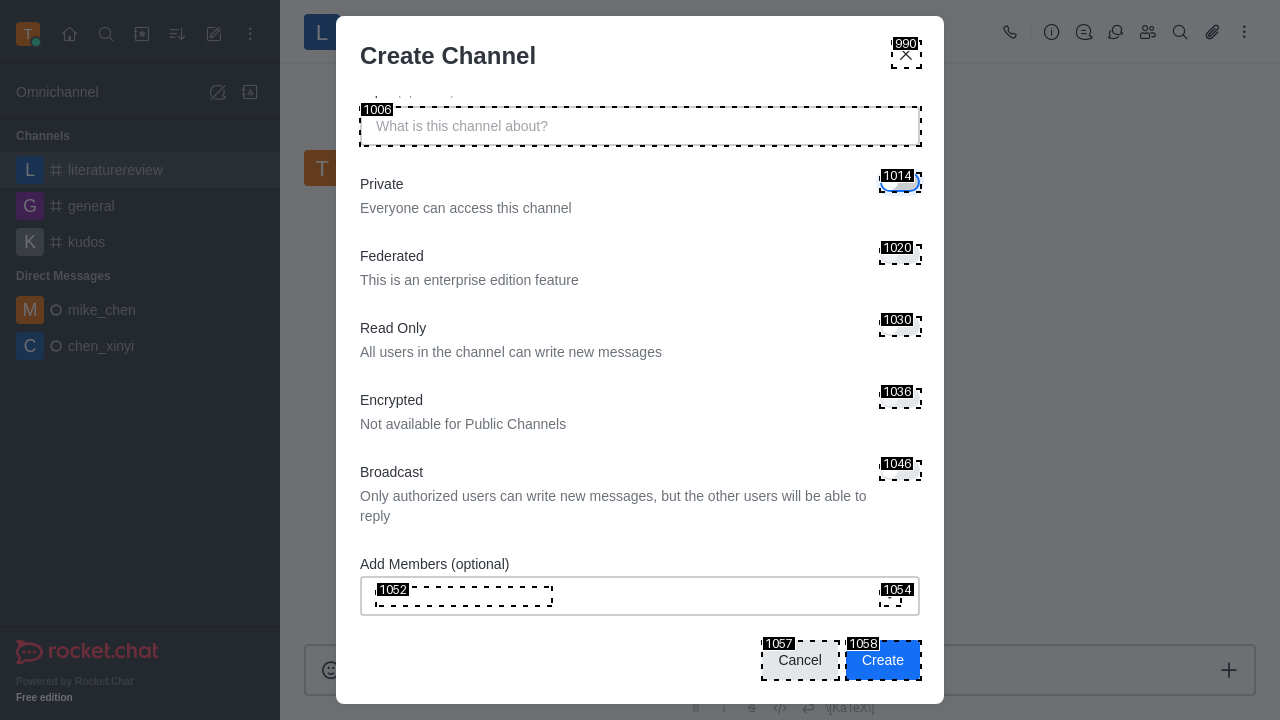 T
L
Create Channel
990
Omnichannel
1006
What is this channel about?
Channels
L literaturereview
T
Private
1014
Everyone can access this channel
G general
K kudos
Federated
1020
This is an enterprise edition feature
Direct Messages
M mike_chen
Read Only
1030
All users in the channel can write new messages
C chen_xinyi
Encrypted
1036
Not available for Public Channels
Broadcast
1046
Only authorized users can write new messages, but the other users will be able to
reply
Add Members (optional)
1052
1054
1057
Cancel
1058
Create
rocket.chat
Powered by Rocket.Chat
Free edition